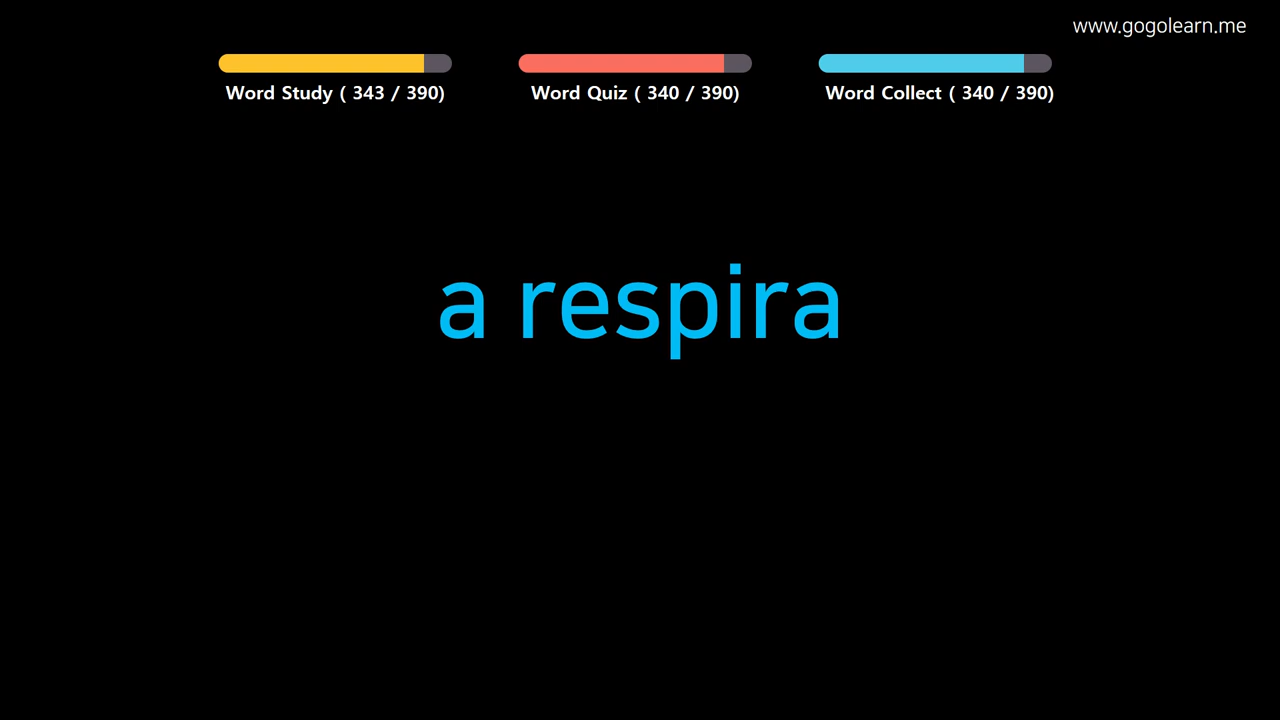 www.gogolearn.me
Word Study ( 343 / 390)
Word Quiz ( 340 / 390)
Word Collect ( 340 / 390)
a respira